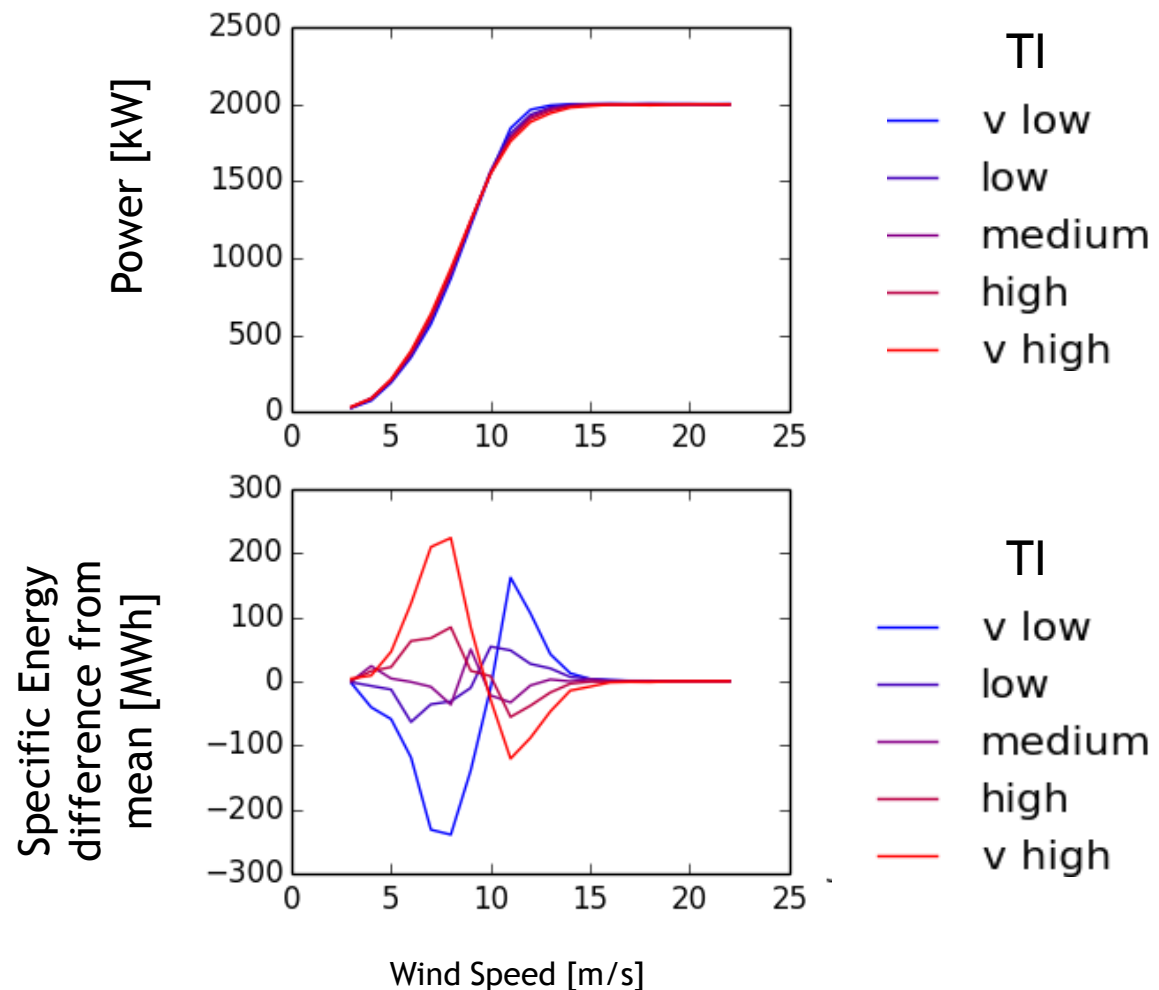 Power [kW]
2500
2000
1500
1000
500
0
0 5 10 15 20 25
TI
v low
low
medium
high
v high
Specific Energy
difference from
mean [MWh]
300
200
100
0
−100
−200
−300
0 5 10 15 20 25
TI
v low
low
medium
high
v high
Wind Speed [m/s]